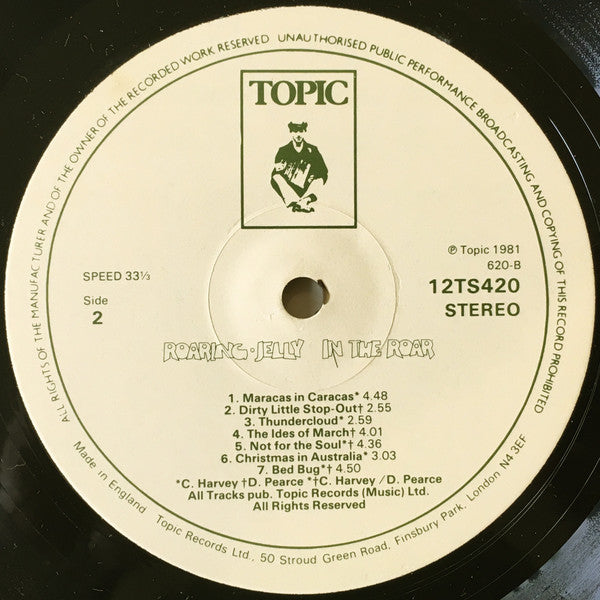 ALL RIGHTS OF THE MANUFACTURER AND OF THE OWNER OF THE RECORDED WORK RESERVED UNAUTHORISED PUBLIC PERFORMANCE BROADCASTING AND COPYING OF THIS RECORD PROHIBITED
TOPIC
℗ Topic 1981
620-B
SPEED 33⅓
12TS420
Side
2
STEREO
ROARING·JELLY IN THE ROAR
1. Maracas in Caracas* 4.48
2. Dirty Little Stop-Out† 2.55
3. Thundercloud* 2.59
4. The Ides of March† 4.01
5. Not for the Soul*† 4.36
6. Christmas in Australia* 3.03
7. Bed Bug*† 4.50
*C. Harvey †D. Pearce *†C. Harvey / D. Pearce
All Tracks pub. Topic Records (Music) Ltd.
All Rights Reserved
Made in England Topic Records Ltd., 50 Stroud Green Road, Finsbury Park, London N4 3EF